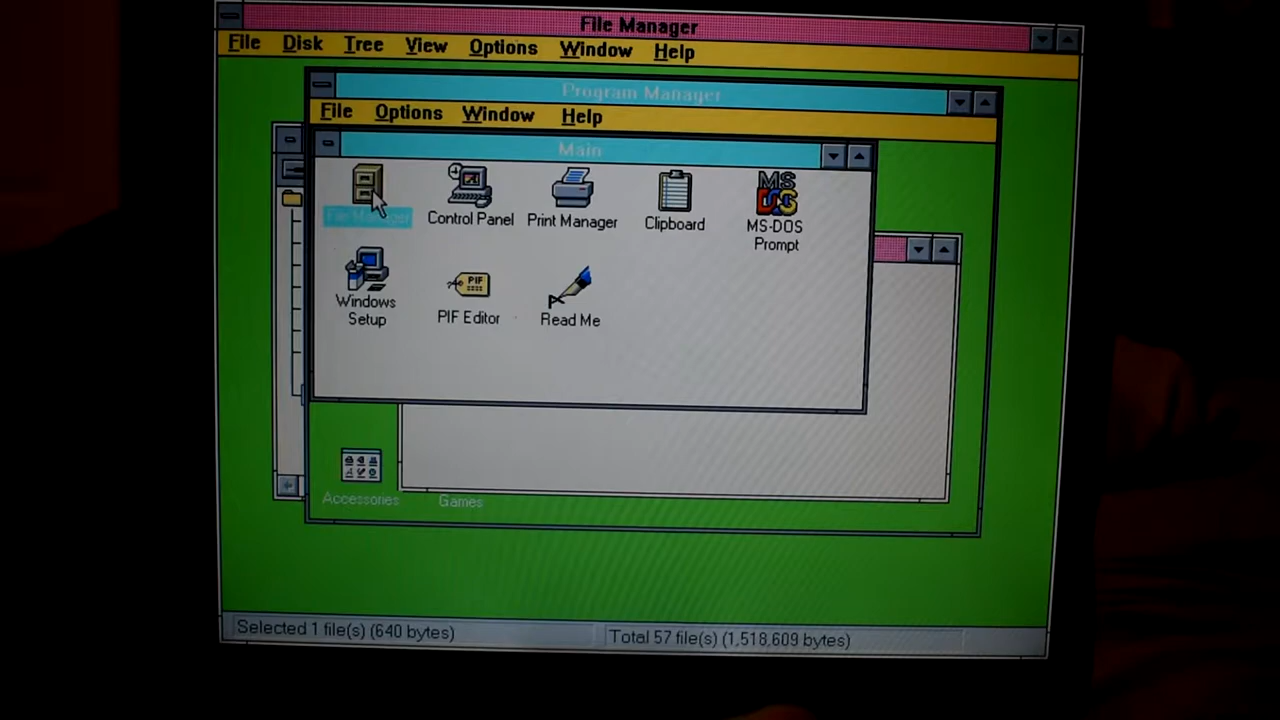 File Manager
File Disk Tree View Options Window Help
Program Manager
File Options Window Help
Main
File Manager
Control Panel
Print Manager
Clipboard
MS
DOS
MS-DOS
Prompt
Windows
Setup
PIF
PIF Editor
Read Me
Accessories
Games
Selected 1 file(s) (640 bytes)
Total 57 file(s) (1,518,609 bytes)